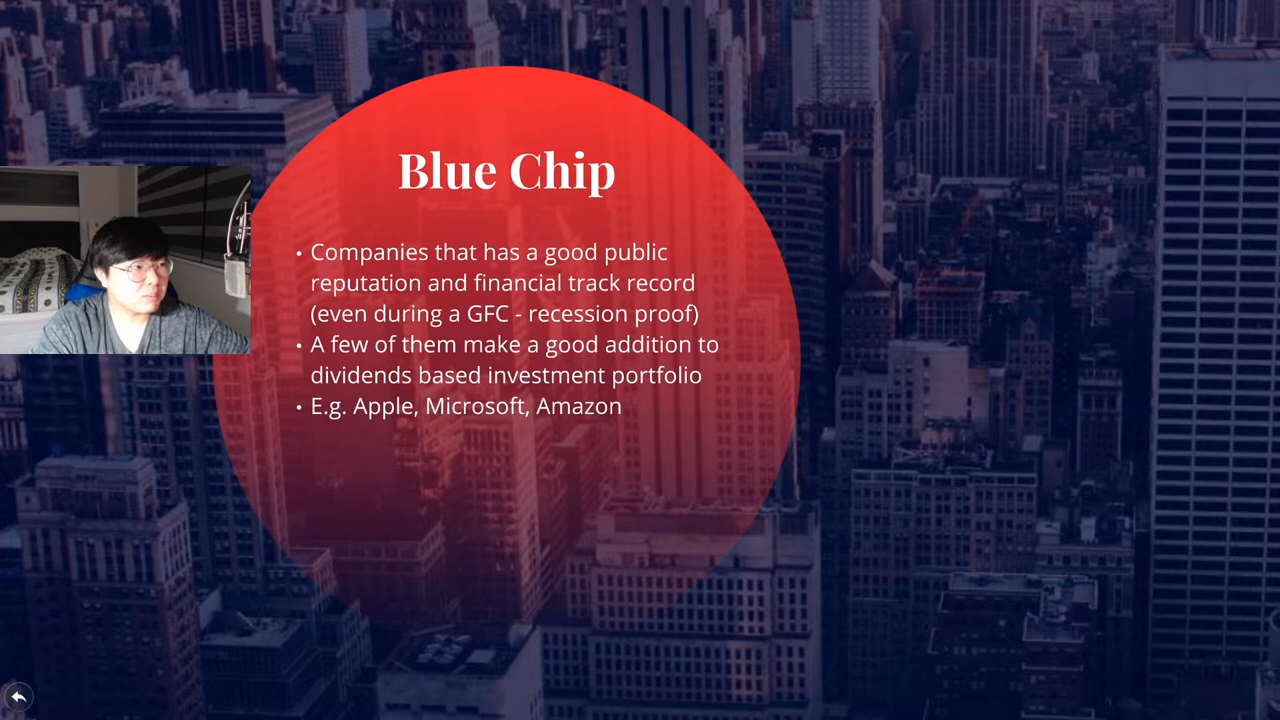 Blue Chip
• Companies that has a good public
reputation and financial track record
(even during a GFC - recession proof)
• A few of them make a good addition to
dividends based investment portfolio
• E.g. Apple, Microsoft, Amazon